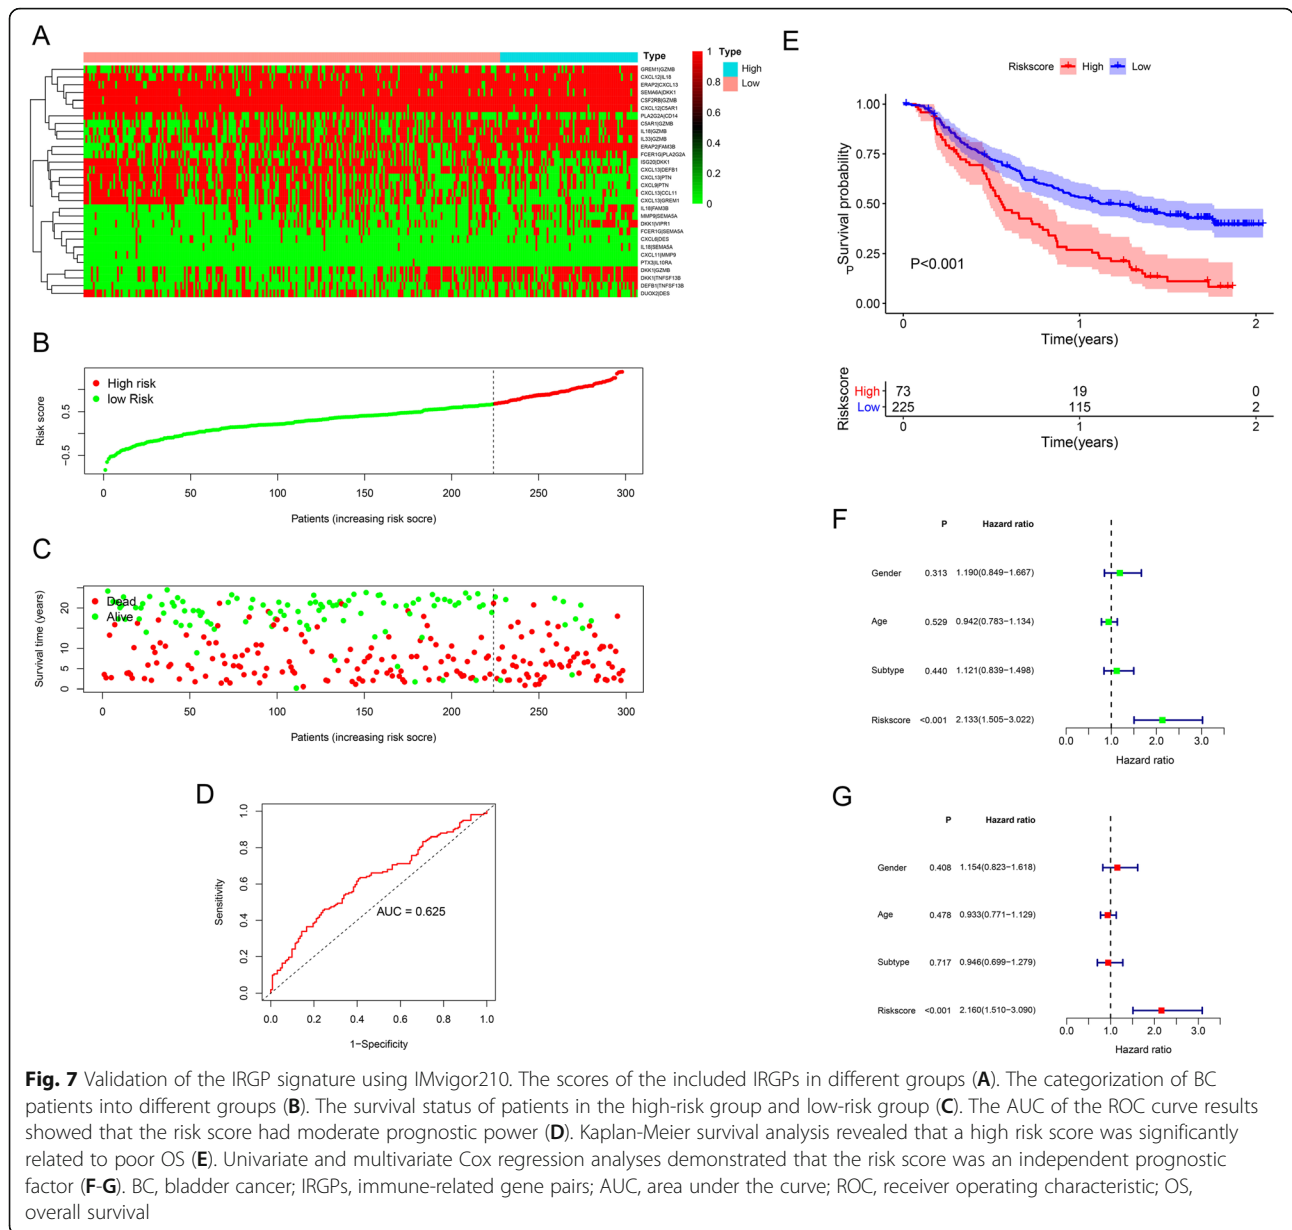 A
Type
GREM1|GZMB
CXCL12|IL18
ERAP2|CXCL13
SEMA6A|DKK1
CSF2RB|GZMB
CXCL12|C5AR1
PLA2G2A|CD14
C5AR1|GZMB
IL18|GZMB
IL33|GZMB
ERAP2|FAM3B
FCER1G|PLA2G2A
ISG20|DKK1
CXCL13|DEFB1
CXCL13|PTN
CXCL9|PTN
CXCL13|CCL11
CXCL13|GREM1
IL18|FAM3B
MMP9|SEMA5A
DKK1|VIPR1
FCER1G|SEMA5A
CXCL6|DES
IL18|SEMA5A
CXCL11|MMP9
PTX3|IL10RA
DKK1|GZMB
DKK1|TNFSF13B
DEFB1|TNFSF13B
DUOX2|DES
1
0.8
0.6
0.4
0.2
0
Type
High
Low
B
High risk
low Risk
Risk score
0.5
−0.5
0 50 100 150 200 250 300
Patients (increasing risk socre)
C
Dead
Alive
Survival time (years)
20
15
10
5
0
0 50 100 150 200 250 300
Patients (increasing risk socre)
D
Sensitivity
1.0
0.8
0.6
0.4
0.2
0.0
AUC = 0.625
0.0 0.2 0.4 0.6 0.8 1.0
1−Specificity
E
Riskscore High Low
Survival probability
1.00
0.75
0.50
0.25
0.00
P
P<0.001
0 1 2
Time(years)
Riskscore
High 73 19 0
Low 225 115 2
0 1 2
Time(years)
F
P Hazard ratio
Gender 0.313 1.190(0.849−1.667)
Age 0.529 0.942(0.783−1.134)
Subtype 0.440 1.121(0.839−1.498)
Riskscore <0.001 2.133(1.505−3.022)
0.0 1.0 2.0 3.0
Hazard ratio
G
P Hazard ratio
Gender 0.408 1.154(0.823−1.618)
Age 0.478 0.933(0.771−1.129)
Subtype 0.717 0.946(0.699−1.279)
Riskscore <0.001 2.160(1.510−3.090)
0.0 1.0 2.0 3.0
Hazard ratio
Fig. 7 Validation of the IRGP signature using IMvigor210. The scores of the included IRGPs in different groups (A). The categorization of BC
patients into different groups (B). The survival status of patients in the high-risk group and low-risk group (C). The AUC of the ROC curve results
showed that the risk score had moderate prognostic power (D). Kaplan-Meier survival analysis revealed that a high risk score was significantly
related to poor OS (E). Univariate and multivariate Cox regression analyses demonstrated that the risk score was an independent prognostic
factor (F-G). BC, bladder cancer; IRGPs, immune-related gene pairs; AUC, area under the curve; ROC, receiver operating characteristic; OS,
overall survival